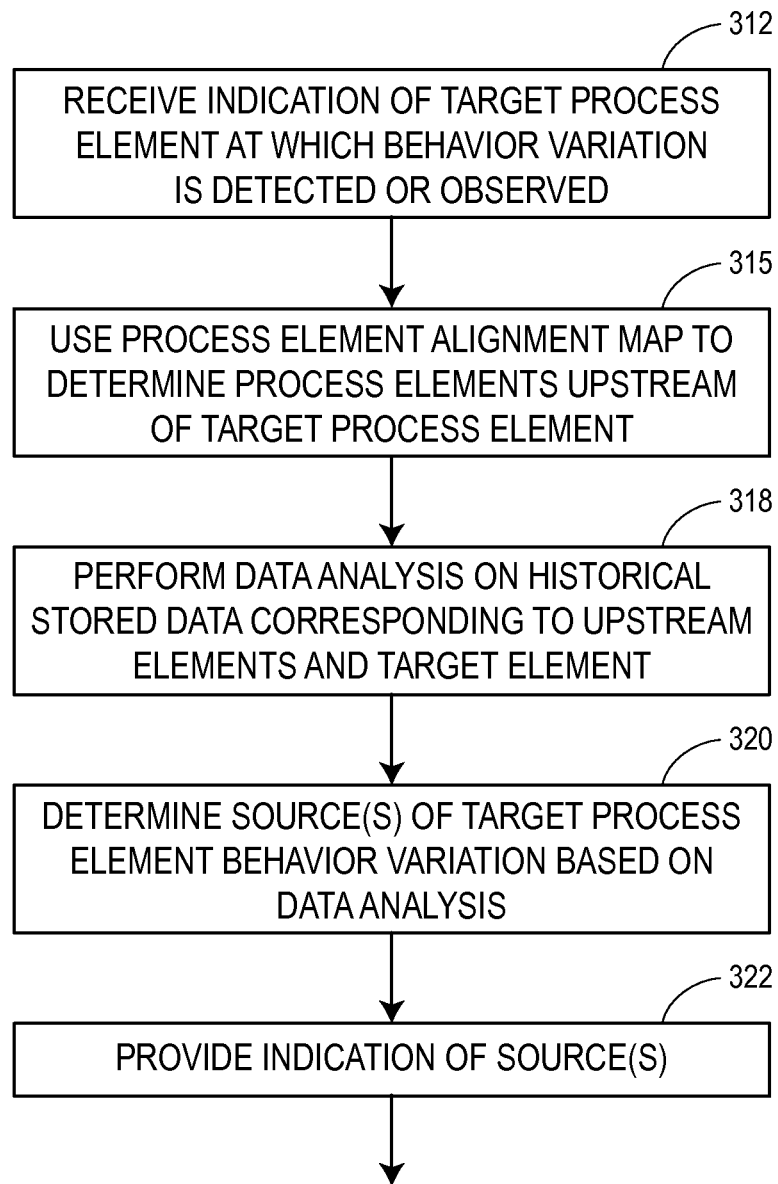 312
RECEIVE INDICATION OF TARGET PROCESS
ELEMENT AT WHICH BEHAVIOR VARIATION
IS DETECTED OR OBSERVED
315
USE PROCESS ELEMENT ALIGNMENT MAP TO
DETERMINE PROCESS ELEMENTS UPSTREAM
OF TARGET PROCESS ELEMENT
318
PERFORM DATA ANALYSIS ON HISTORICAL
STORED DATA CORRESPONDING TO UPSTREAM
ELEMENTS AND TARGET ELEMENT
320
DETERMINE SOURCE(S) OF TARGET PROCESS
ELEMENT BEHAVIOR VARIATION BASED ON
DATA ANALYSIS
322
PROVIDE INDICATION OF SOURCE(S)